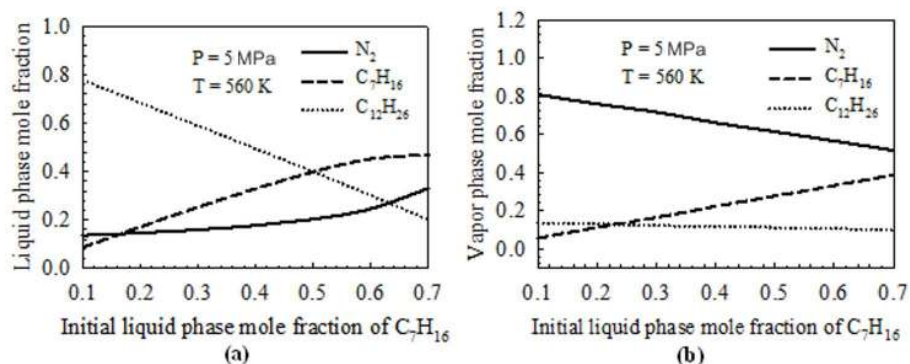 Liquid phase mole fraction
1.0
0.8
0.6
0.4
0.2
0.0
P = 5 MPa
T = 560 K
N₂
C₇H₁₆
C₁₂H₂₆
0.1 0.2 0.3 0.4 0.5 0.6 0.7
Initial liquid phase mole fraction of C₇H₁₆
(a)
Vapor phase mole fraction
1.2
1.0
0.8
0.6
0.4
0.2
0.0
P = 5 MPa
T = 560 K
N₂
C₇H₁₆
C₁₂H₂₆
0.1 0.2 0.3 0.4 0.5 0.6 0.7
Initial liquid phase mole fraction of C₇H₁₆
(b)